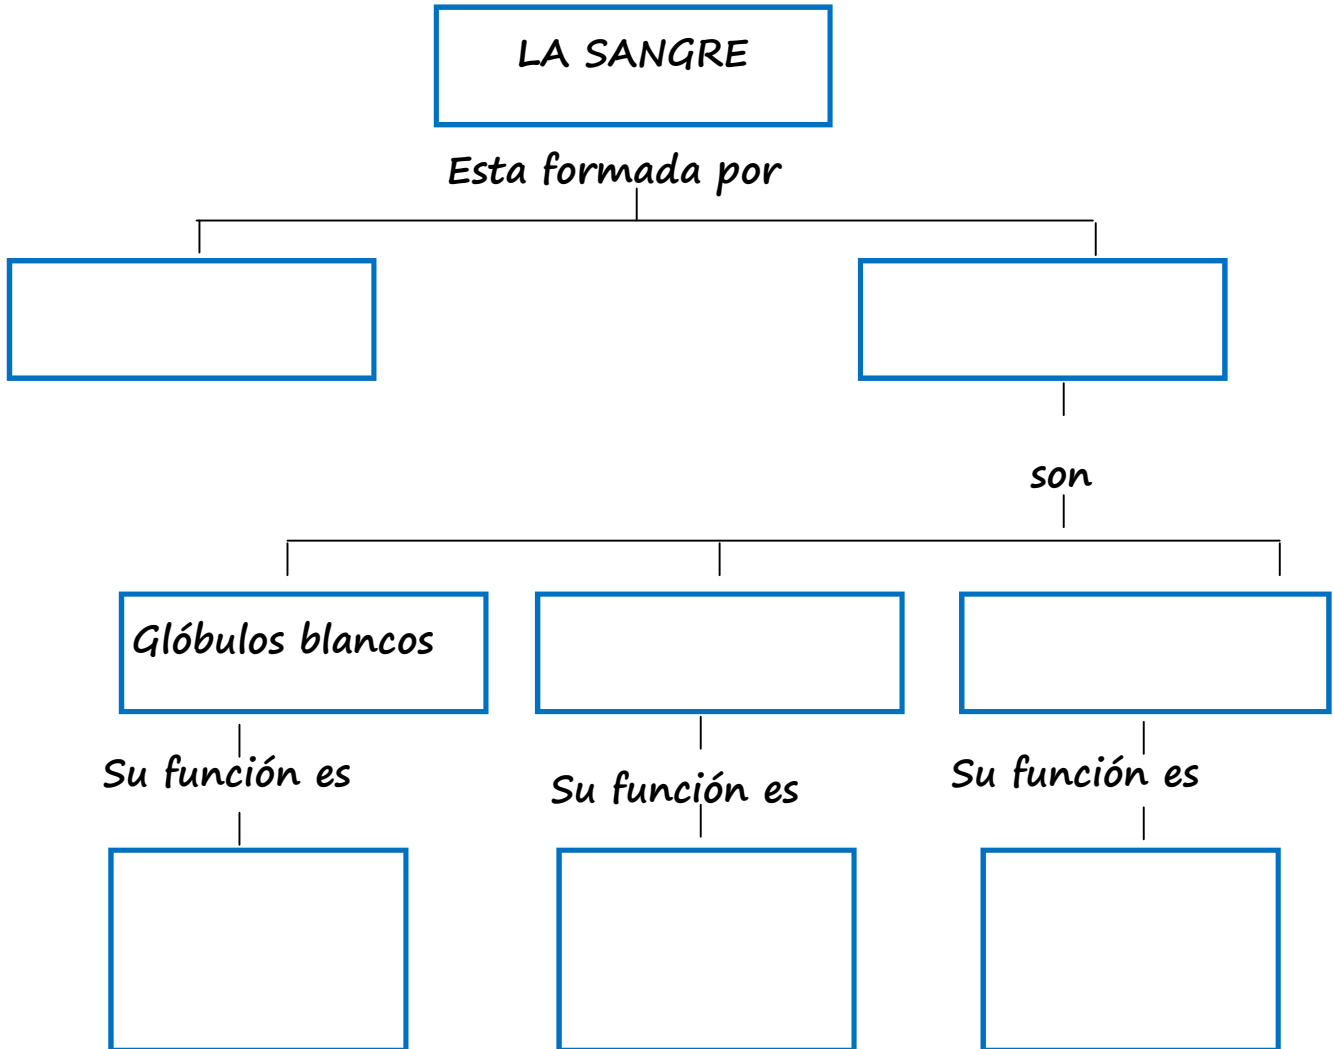 LA SANGRE
Esta formada por
son
Glóbulos blancos
Su función es
Su función es
Su función es